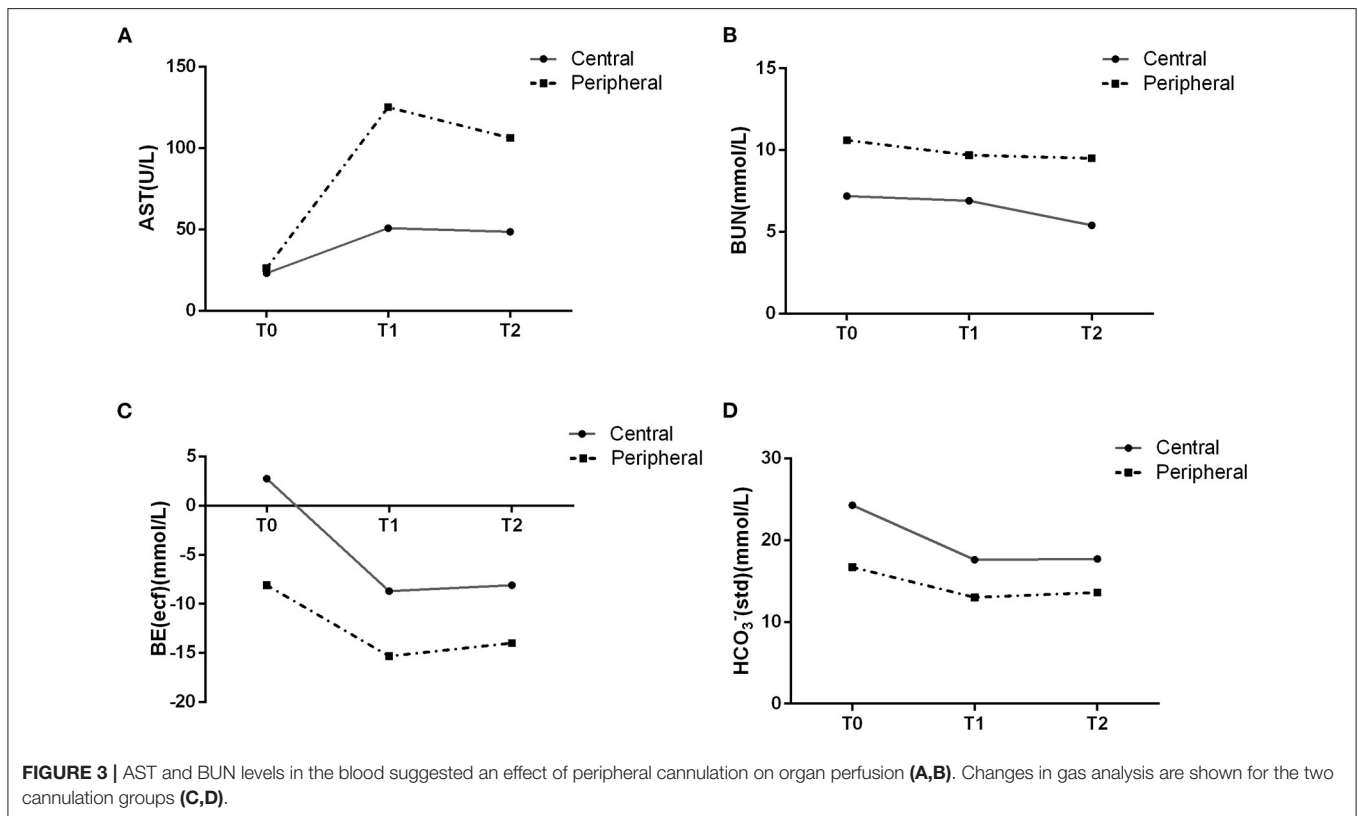 A
Central
Peripheral
AST(U/L)
150
100
50
0
T0 T1 T2
B
Central
Peripheral
BUN(mmol/L)
15
10
5
0
T0 T1 T2
C
Central
Peripheral
BE(ecf)(mmol/L)
5
0
-5
-10
-15
-20
T0 T1 T2
D
Central
Peripheral
HCO₃⁻(std)(mmol/L)
30
20
10
0
T0 T1 T2
FIGURE 3 | AST and BUN levels in the blood suggested an effect of peripheral cannulation on organ perfusion (A,B). Changes in gas analysis are shown for the two
cannulation groups (C,D).